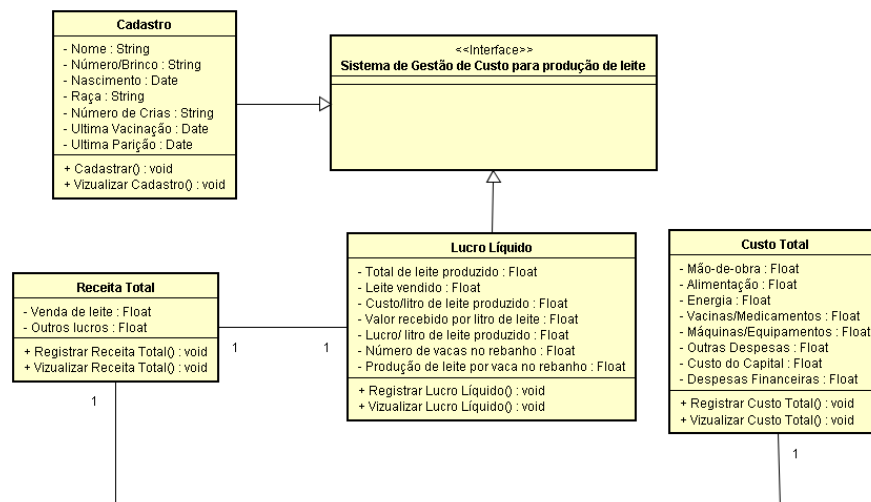 Cadastro
- Nome : String
- Número/Brinco : String
- Nascimento : Date
- Raça : String
- Número de Crias : String
- Ultima Vacinação : Date
- Ultima Parição : Date
+ Cadastrar() : void
+ Vizualizar Cadastro() : void
<<Interface>>
Sistema de Gestão de Custo para produção de leite
Receita Total
- Venda de leite : Float
- Outros lucros : Float
+ Registrar Receita Total() : void
+ Vizualizar Receita Total() : void
1
1
1
Lucro Líquido
- Total de leite produzido : Float
- Leite vendido : Float
- Custo/litro de leite produzido : Float
- Valor recebido por litro de leite : Float
- Lucro/ litro de leite produzido : Float
- Número de vacas no rebanho : Float
- Produção de leite por vaca no rebanho : Float
+ Registrar Lucro Líquido() : void
+ Vizualizar Lucro Líquido() : void
Custo Total
- Mão-de-obra : Float
- Alimentação : Float
- Energia : Float
- Vacinas/Medicamentos : Float
- Máquinas/Equipamentos : Float
- Outras Despesas : Float
- Custo do Capital : Float
- Despesas Financeiras : Float
+ Registrar Custo Total() : void
+ Vizualizar Custo Total() : void
1